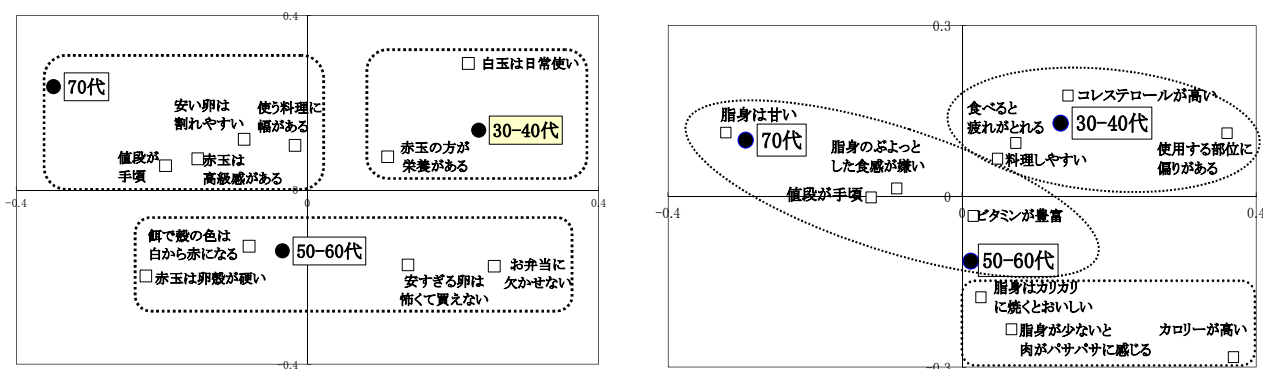 0.4
白玉は日常使い
70代
安い卵は
割れやすい
使う料理に
幅がある
30-40代
赤玉の方が
栄養がある
値段が
手頃
赤玉は
高級感がある
-0.4
0
0.4
餌で殻の色は
白から赤になる
50-60代
赤玉は卵殻が硬い
安すぎる卵は
怖くて買えない
お弁当に
欠かせない
-0.4
0.3
コレステロールが高い
食べると
疲れがとれる
30-40代
脂身は甘い
70代
脂身のぶよっと
した食感が嫌い
料理しやすい
使用する部位に
偏りがある
値段が手頃
-0.4
0
0.4
ビタミンが豊富
50-60代
脂身はカリカリ
に焼くとおいしい
脂身が少ないと
肉がパサパサに感じる
カロリーが高い
-0.3